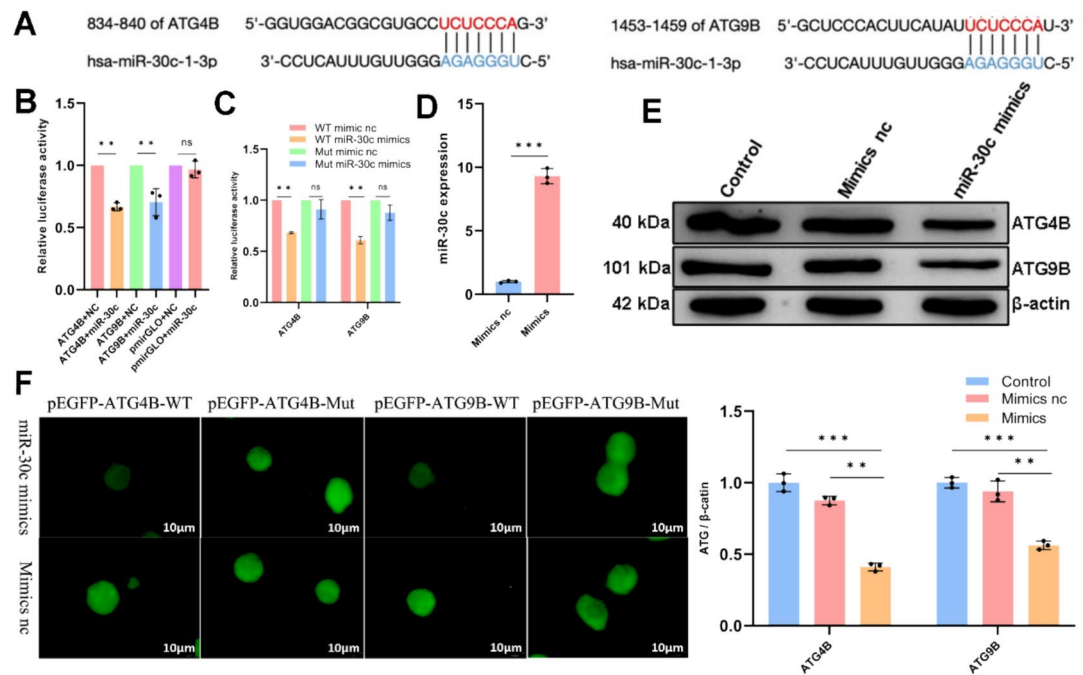 A
834-840 of ATG4B 5'-GGUGGACGGCGUGCCUCUCCCAG-3'
hsa-miR-30c-1-3p 3'-CCUCAUUUGUUGGGAGAGGGUC-5'
1453-1459 of ATG9B 5'-GCUCCCACUUCAUAUUCUCCCAU-3'
hsa-miR-30c-1-3p 3'-CCUCAUUUGUUGGGAGAGGGUC-5'
B
Relative luciferase activity
1.5
1.0
0.5
0.0
** ** ns
ATG4B+NC
ATG4B+miR-30c
ATG9B+NC
ATG9B+miR-30c
pmirGLO+NC
pmirGLO+miR-30c
C
WT mimic nc
WT miR-30c mimics
Mut mimic nc
Mut miR-30c mimics
Relative luciferase activity
1.5
1.0
0.5
0.0
** ns ** ns
ATG4B
ATG9B
D
miR-30c expression
15
10
5
0
***
Mimics nc
Mimics
E
Control
Mimics nc
miR-30c mimics
40 kDa ATG4B
101 kDa ATG9B
42 kDa β-actin
F
pEGFP-ATG4B-WT pEGFP-ATG4B-Mut pEGFP-ATG9B-WT pEGFP-ATG9B-Mut
miR-30c mimics
10μm 10μm 10μm 10μm
Mimics nc
10μm 10μm 10μm 10μm
Control
Mimics nc
Mimics
ATG / β-catin
1.5
1.0
0.5
0.0
*** ***
** **
ATG4B
ATG9B